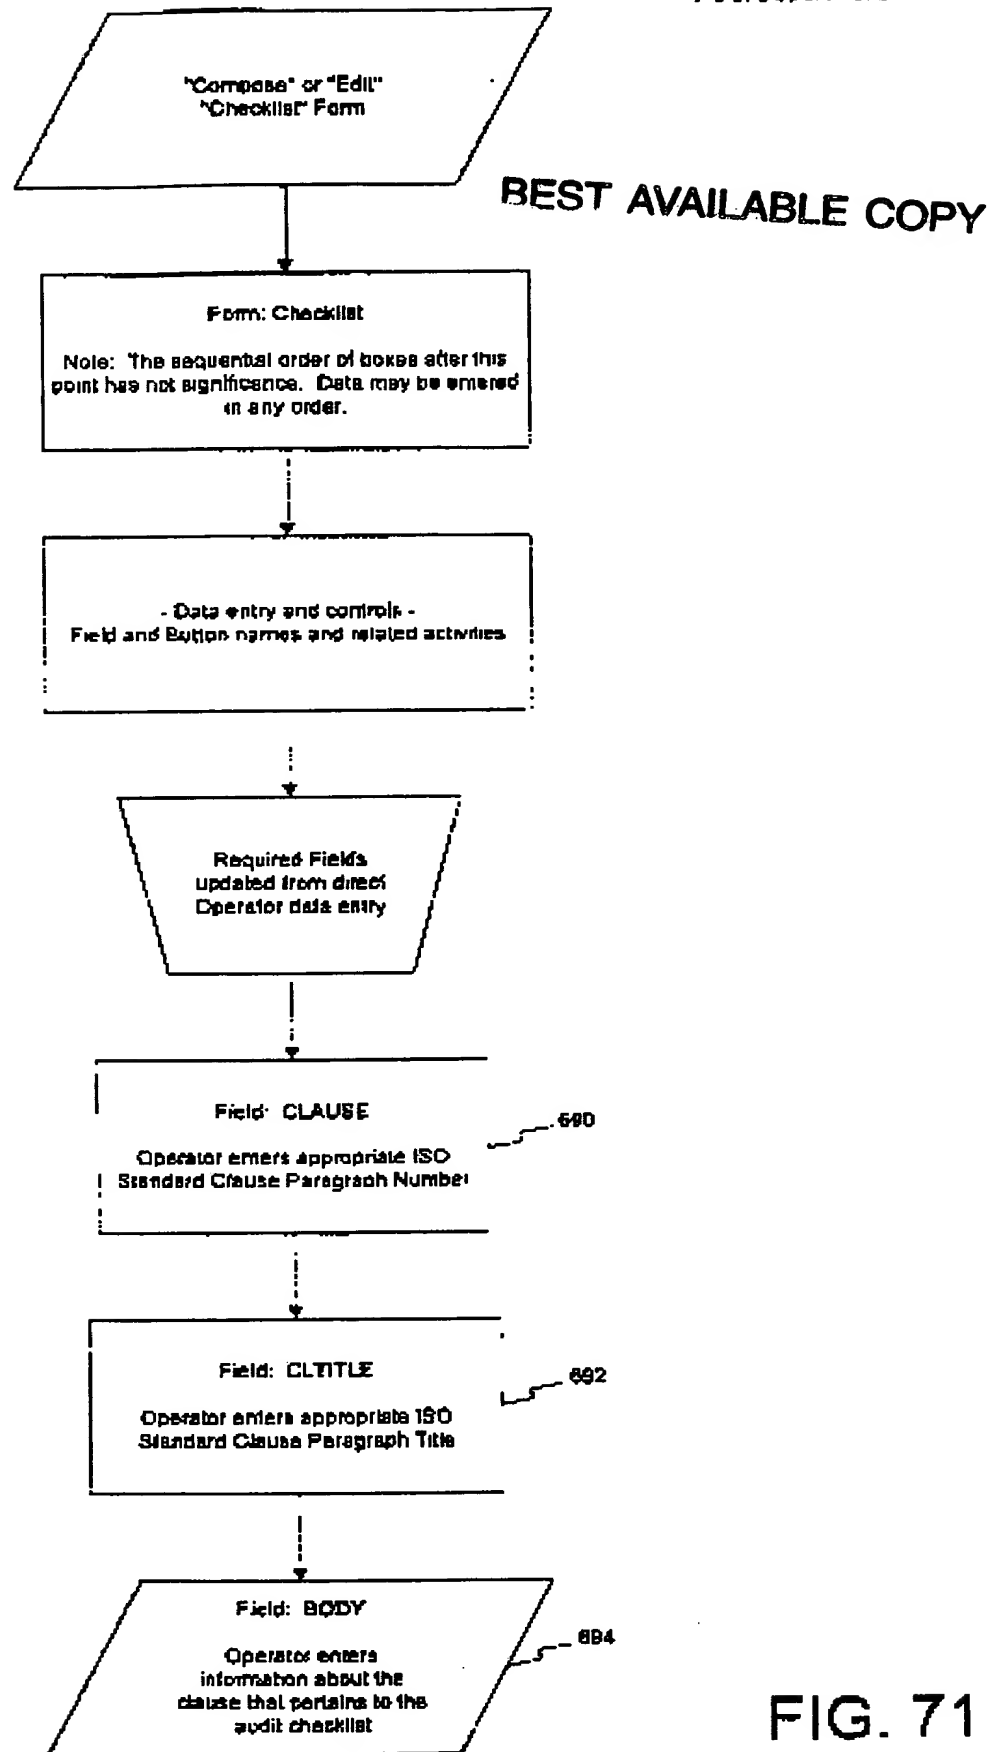 "Compose" or "Edit"
"Checklist" Form
BEST AVAILABLE COPY
Form: Checklist
Note: The sequential order of boxes after this
point has not significance. Data may be entered
in any order.
- Data entry and controls -
Field and Button names and related activities
Required Fields
updated from direct
Operator data entry
Field: CLAUSE
690
Operator enters appropriate ISO
Standard Clause Paragraph Number
Field: CLTITLE
692
Operator enters appropriate ISO
Standard Clause Paragraph Title
Field: BODY
694
Operator enters
information about the
clause that pertains to the
audit checklist
FIG. 71